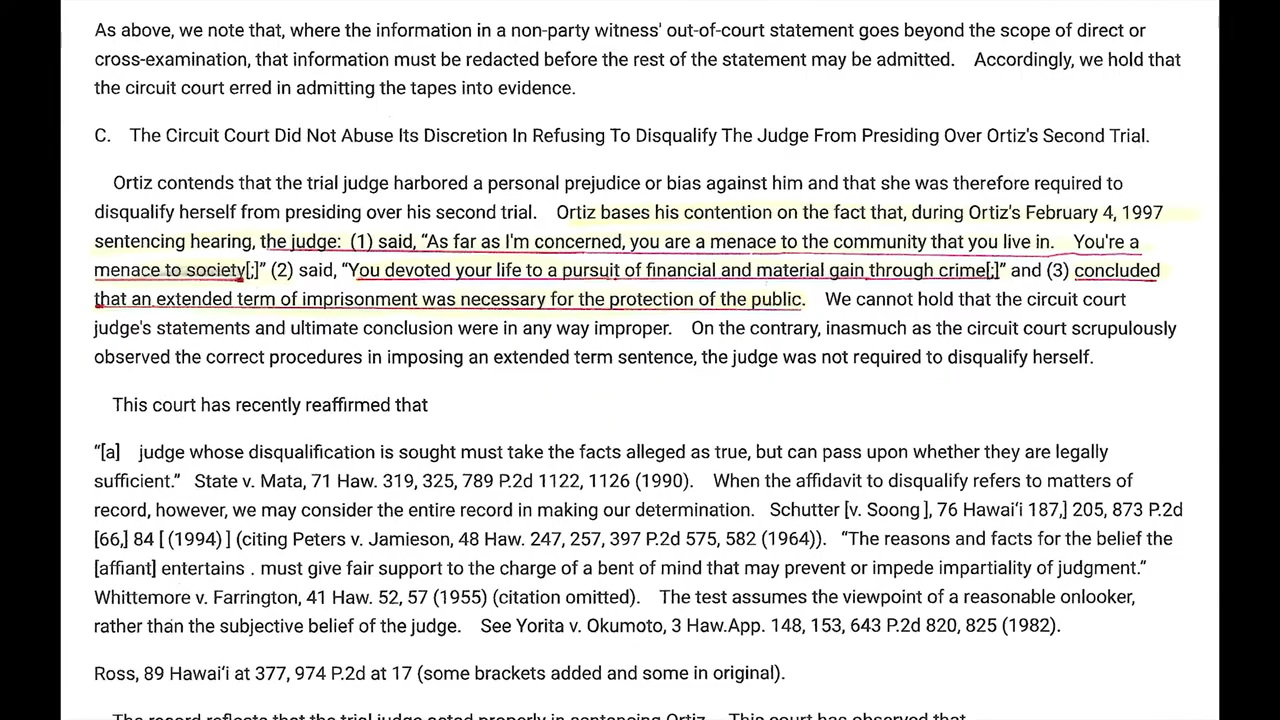 As above, we note that, where the information in a non-party witness' out-of-court statement goes beyond the scope of direct or
cross-examination, that information must be redacted before the rest of the statement may be admitted. Accordingly, we hold that
the circuit court erred in admitting the tapes into evidence.
C. The Circuit Court Did Not Abuse Its Discretion In Refusing To Disqualify The Judge From Presiding Over Ortiz's Second Trial.
Ortiz contends that the trial judge harbored a personal prejudice or bias against him and that she was therefore required to
disqualify herself from presiding over his second trial. Ortiz bases his contention on the fact that, during Ortiz's February 4, 1997
sentencing hearing, the judge: (1) said, “As far as I'm concerned, you are a menace to the community that you live in. You're a
menace to society[;]” (2) said, “You devoted your life to a pursuit of financial and material gain through crime[;]” and (3) concluded
that an extended term of imprisonment was necessary for the protection of the public. We cannot hold that the circuit court
judge's statements and ultimate conclusion were in any way improper. On the contrary, inasmuch as the circuit court scrupulously
observed the correct procedures in imposing an extended term sentence, the judge was not required to disqualify herself.
This court has recently reaffirmed that
“[a] judge whose disqualification is sought must take the facts alleged as true, but can pass upon whether they are legally
sufficient.” State v. Mata, 71 Haw. 319, 325, 789 P.2d 1122, 1126 (1990). When the affidavit to disqualify refers to matters of
record, however, we may consider the entire record in making our determination. Schutter [v. Soong], 76 Hawai‘i 187,] 205, 873 P.2d
[66,] 84 [ (1994) ] (citing Peters v. Jamieson, 48 Haw. 247, 257, 397 P.2d 575, 582 (1964)). “The reasons and facts for the belief the
[affiant] entertains . must give fair support to the charge of a bent of mind that may prevent or impede impartiality of judgment.”
Whittemore v. Farrington, 41 Haw. 52, 57 (1955) (citation omitted). The test assumes the viewpoint of a reasonable onlooker,
rather than the subjective belief of the judge. See Yorita v. Okumoto, 3 Haw.App. 148, 153, 643 P.2d 820, 825 (1982).
Ross, 89 Hawai‘i at 377, 974 P.2d at 17 (some brackets added and some in original).
The record reflects that the trial judge acted properly in sentencing Ortiz. This court has observed that